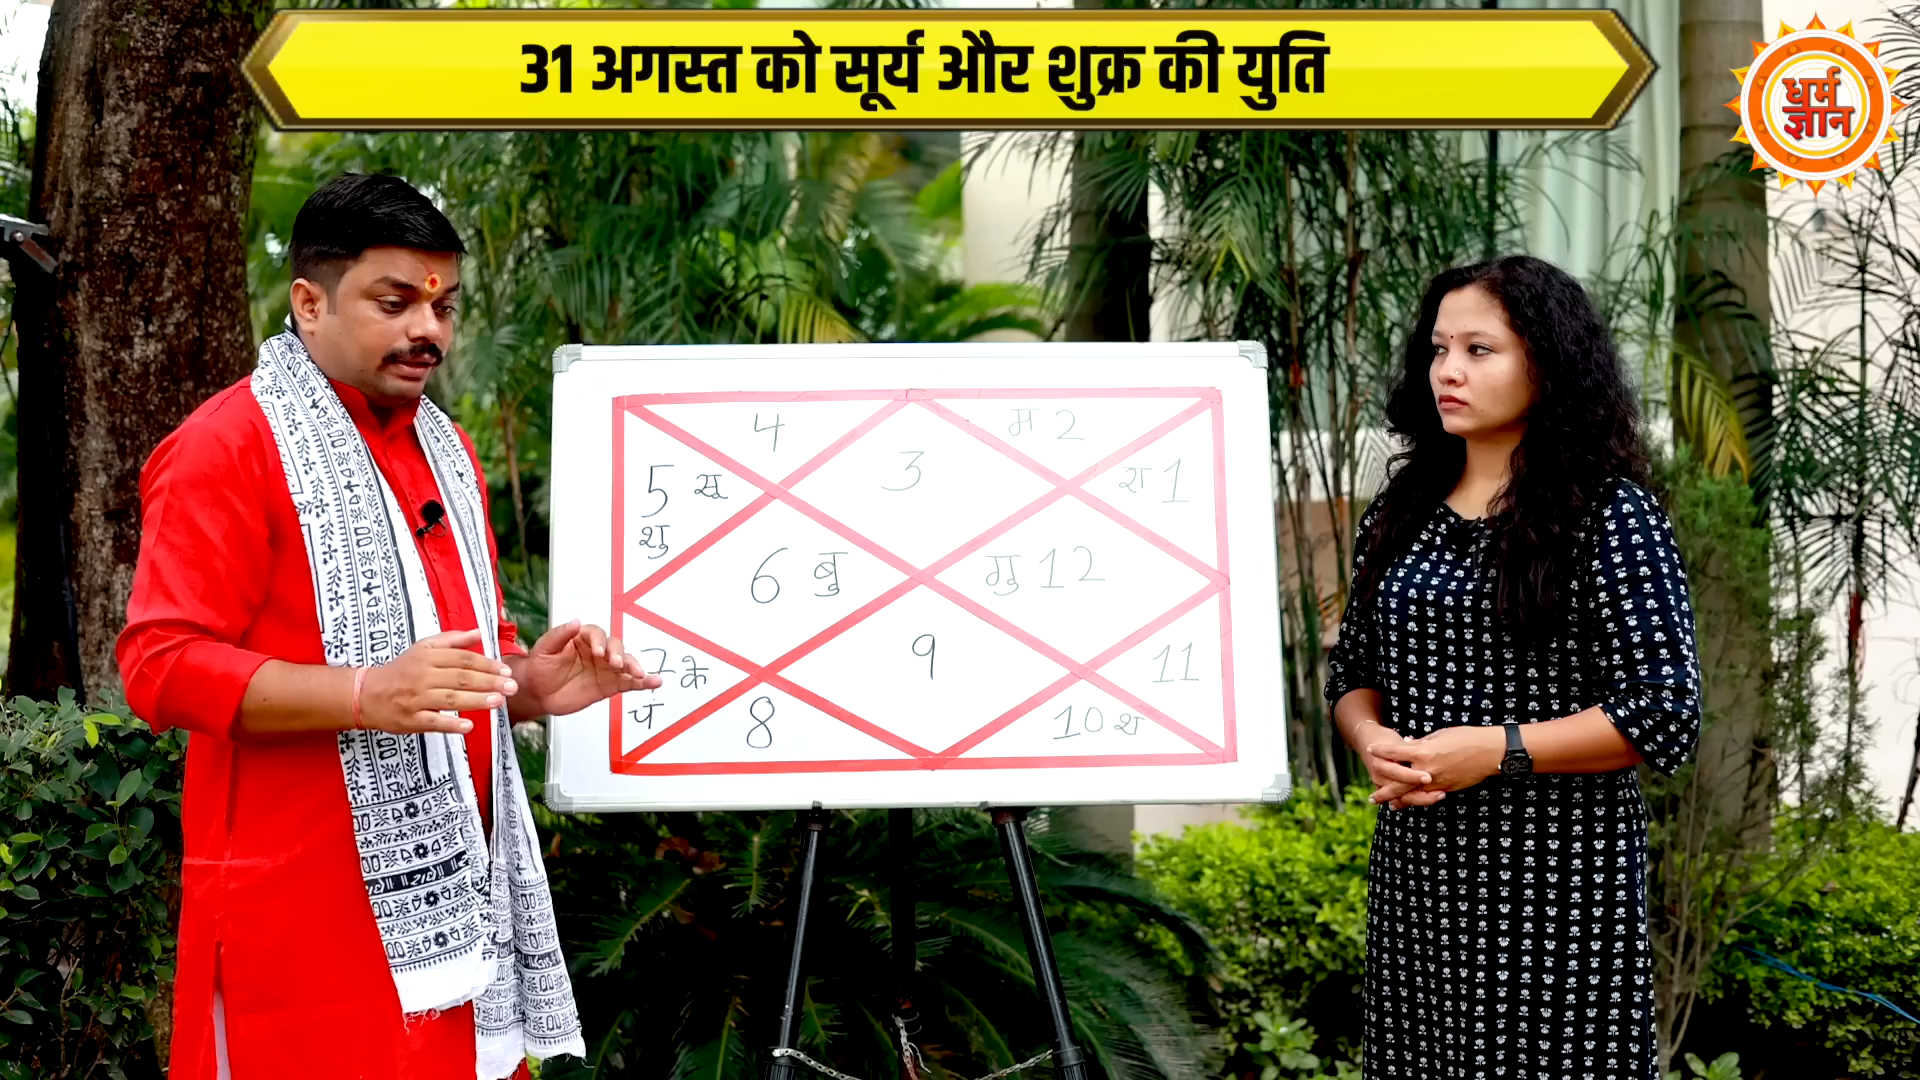 31 अगस्त को सूर्य और शुक्र की युति
धर्म
ज्ञान
4
म 2
3
5 सू
रा 1
शु
6 बु
गु 12
9
7 के
11
चं
8
10 श